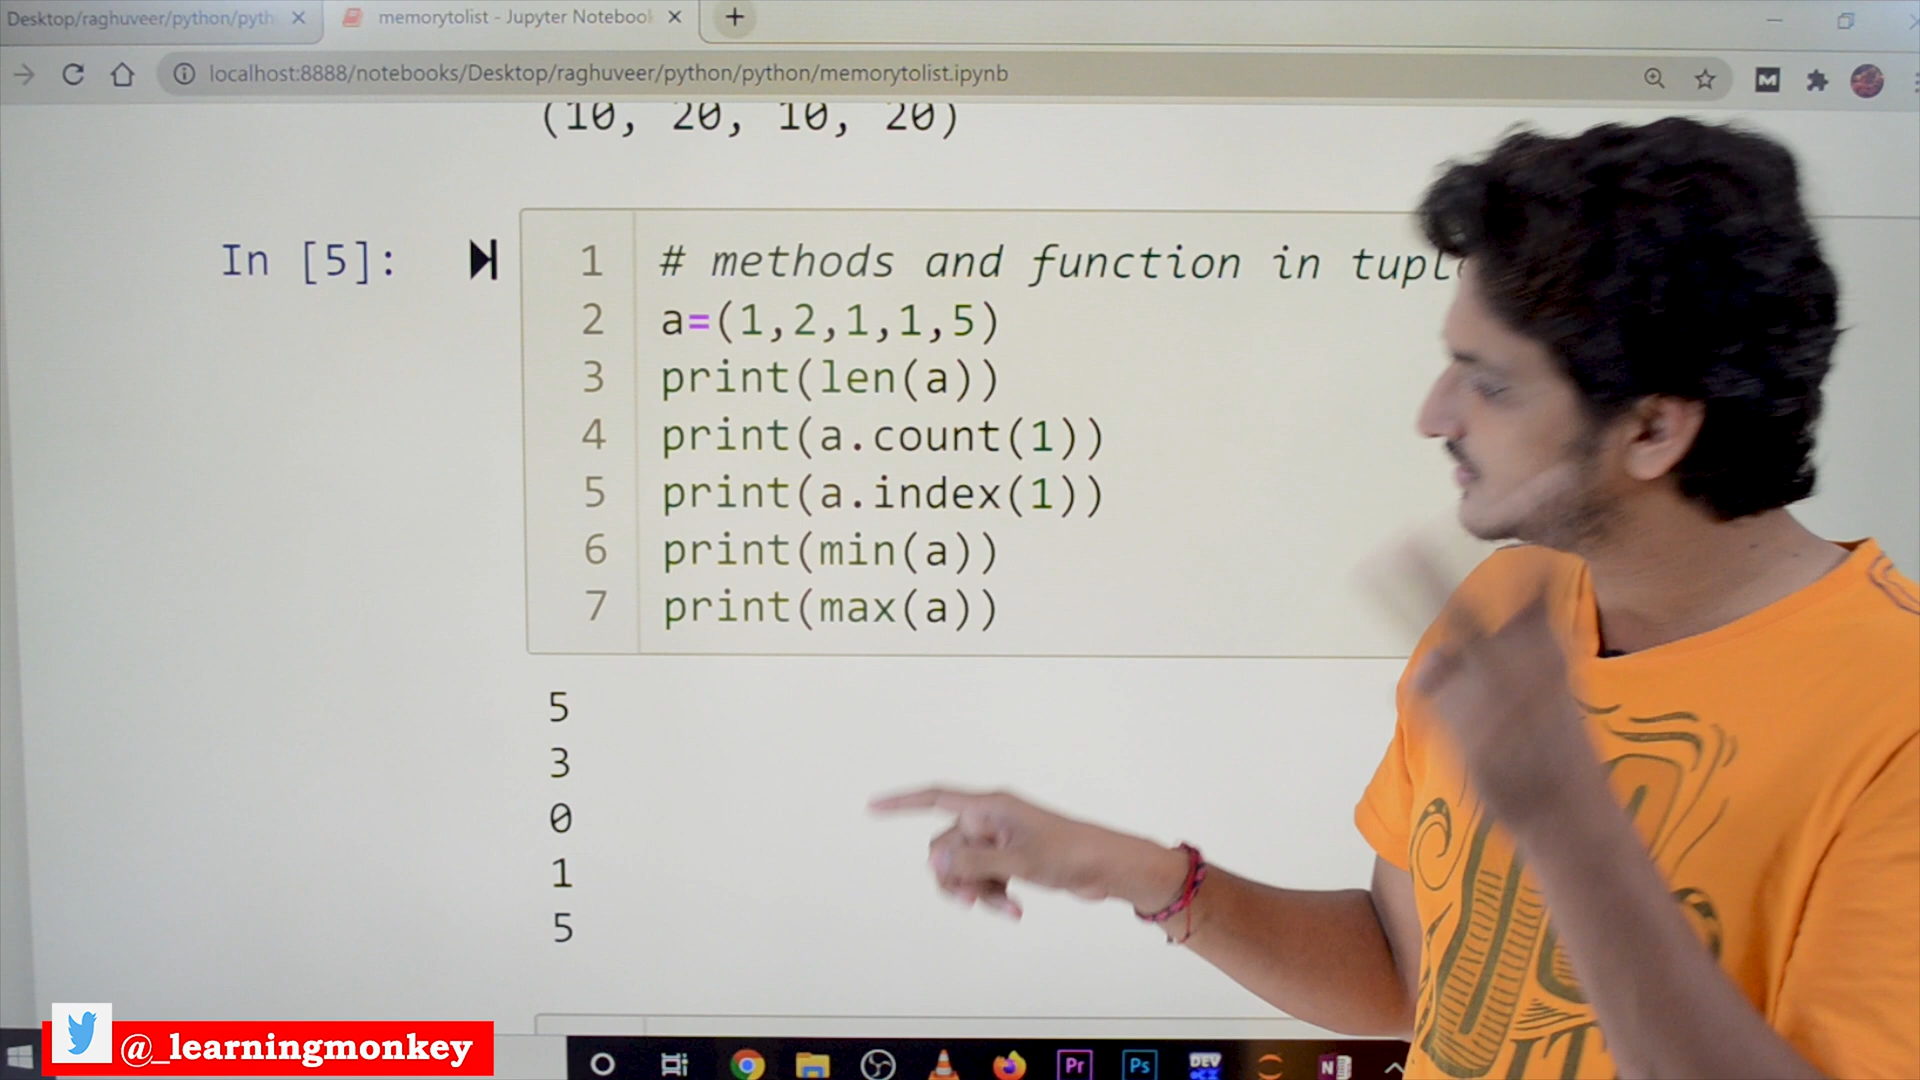 Desktop/raghuveer/python/pyth
memorytolist - Jupyter Noteboo
localhost:8888/notebooks/Desktop/raghuveer/python/python/memorytolist.ipynb
(10, 20, 10, 20)
In [5]:
1 # methods and function in tupl
2 a=(1,2,1,1,5)
3 print(len(a))
4 print(a.count(1))
5 print(a.index(1))
6 print(min(a))
7 print(max(a))
5
3
0
1
5
@_learningmonkey
Pr
Ps
DEV
N